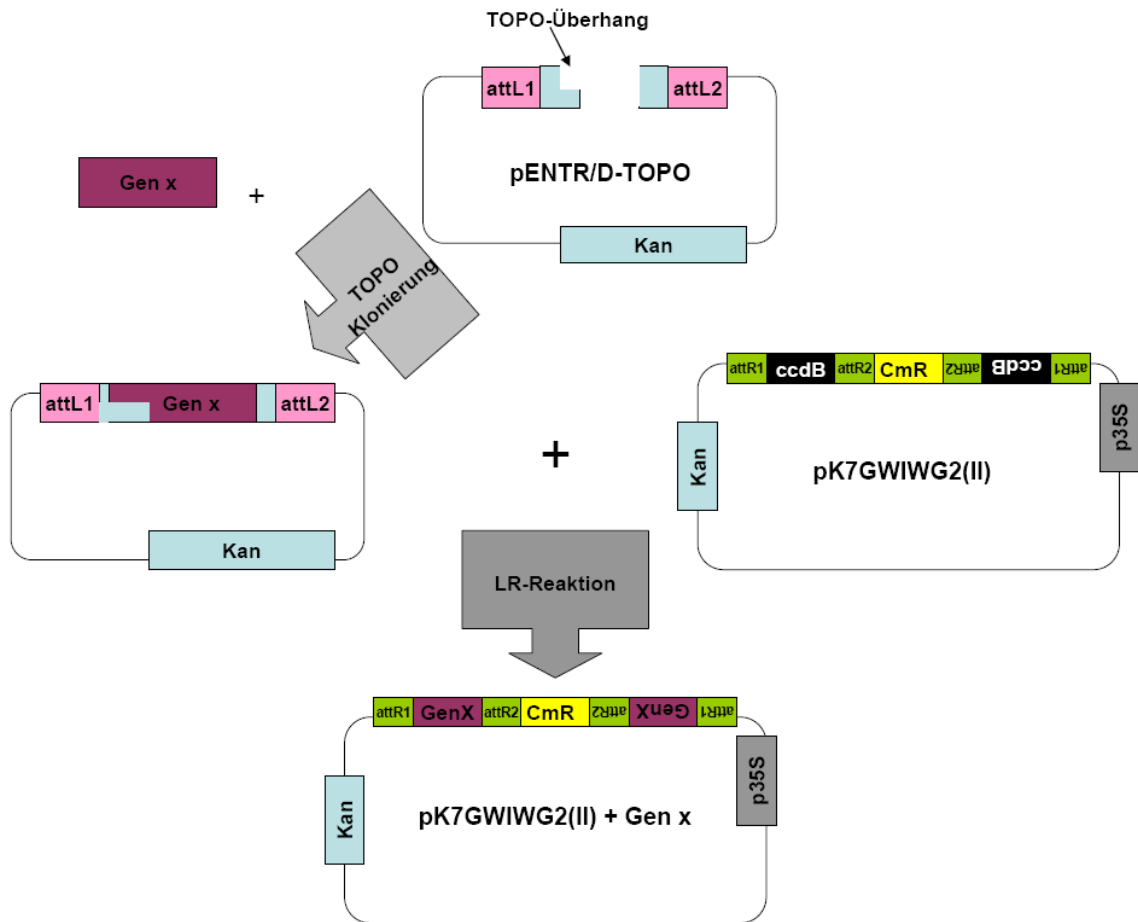 TOPO-Überhang
attL1
attL2
pENTR/D-TOPO
Gen x
+
Kan
TOPO
Klonierung
attR1 ccdB attR2 CmR attR2 ccdB attR1
attL1 Gen x attL2
+
Kan
pK7GWIWG2(II)
p35S
Kan
LR-Reaktion
attR1 GenX attR2 CmR attR2 GenX attR1
Kan
pK7GWIWG2(II) + Gen x
p35S